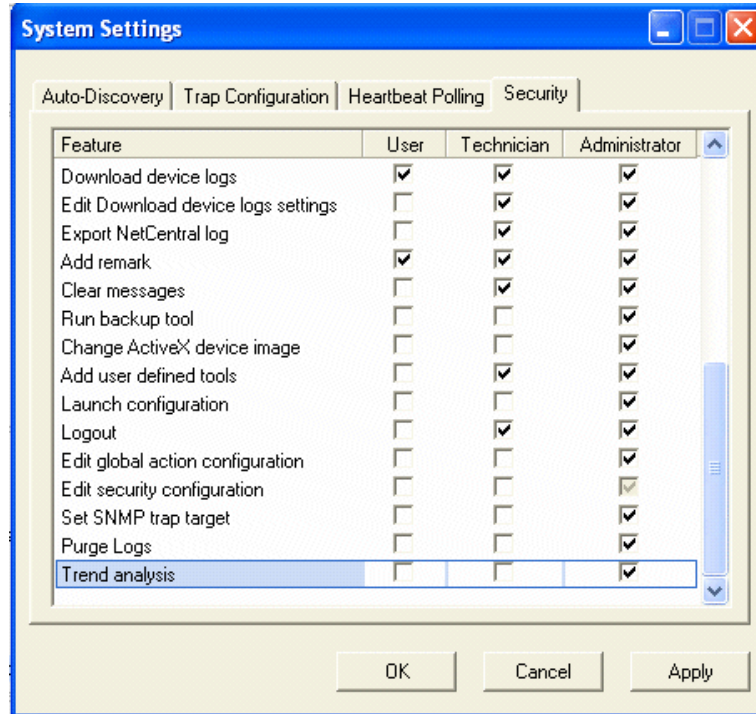 System Settings
Auto-Discovery Trap Configuration Heartbeat Polling Security
Feature User Technician Administrator
Download device logs
Edit Download device logs settings
Export NetCentral log
Add remark
Clear messages
Run backup tool
Change ActiveX device image
Add user defined tools
Launch configuration
Logout
Edit global action configuration
Edit security configuration
Set SNMP trap target
Purge Logs
Trend analysis
OK Cancel Apply